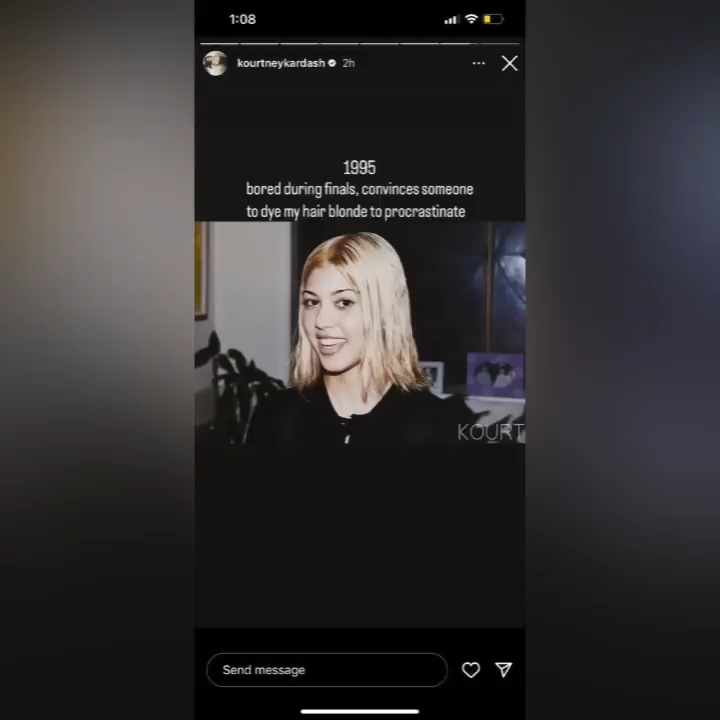 1:08
kourtneykardash 2h
1995
bored during finals, convinces someone
to dye my hair blonde to procrastinate
KOURT
Send message